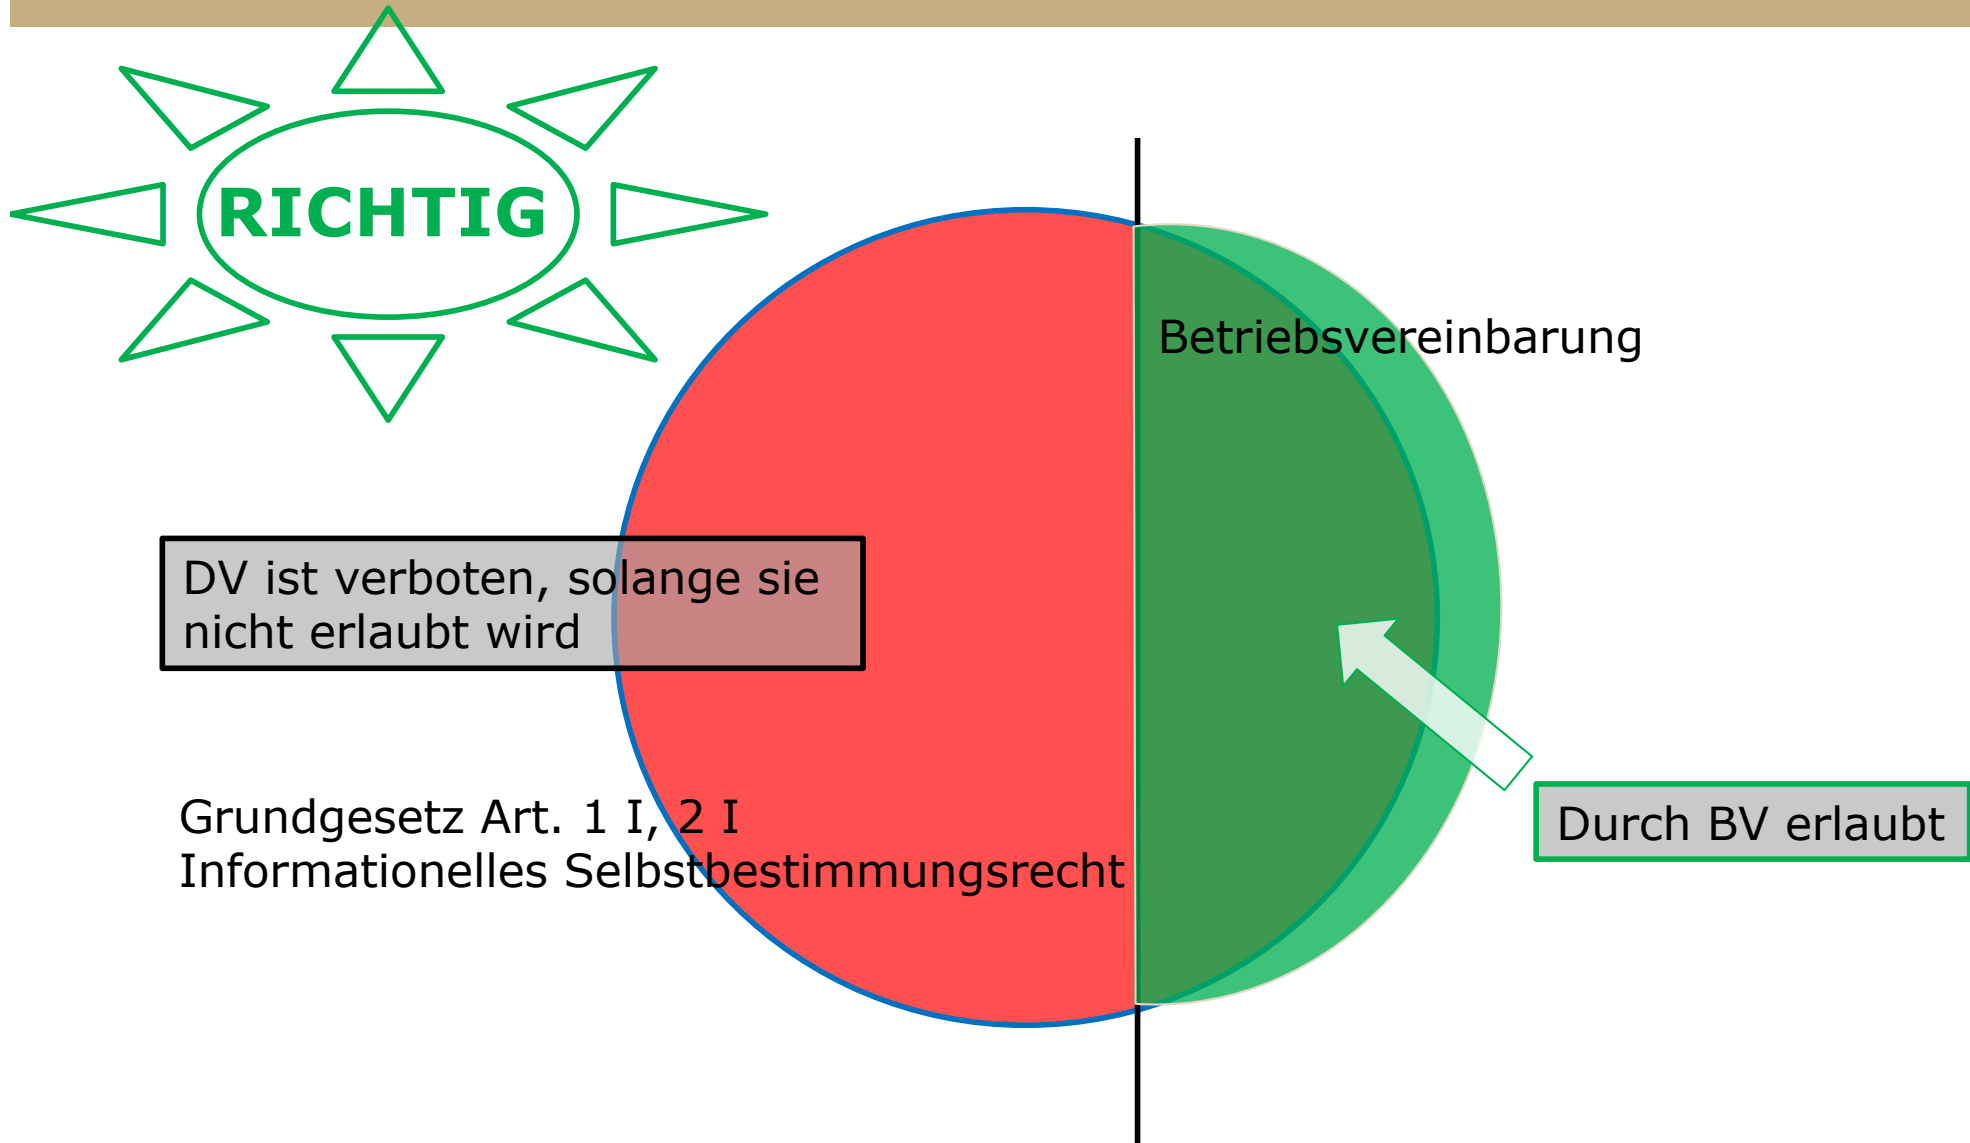 RICHTIG
Betriebsvereinbarung
DV ist verboten, solange sie
nicht erlaubt wird
Grundgesetz Art. 1 I, 2 I
Informationelles Selbstbestimmungsrecht
Durch BV erlaubt